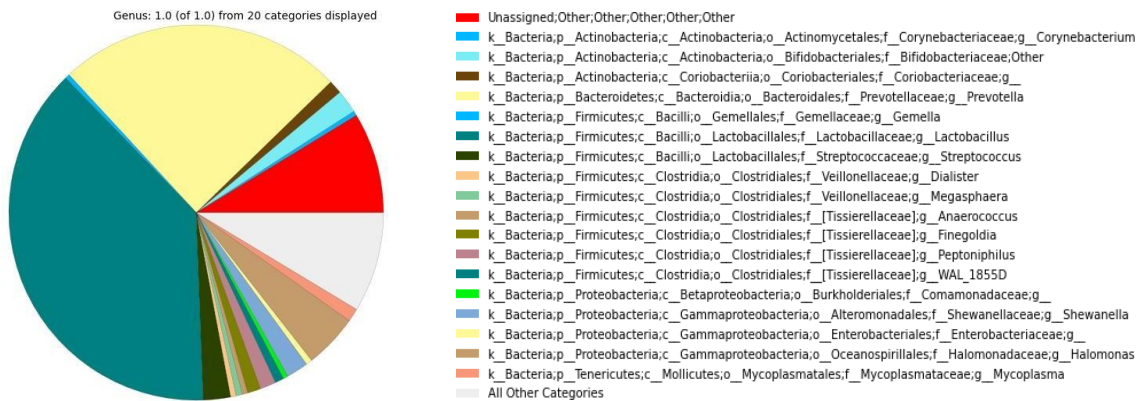 Genus: 1.0 (of 1.0) from 20 categories displayed
Unassigned;Other;Other;Other;Other;Other
k__Bacteria;p__Actinobacteria;c__Actinobacteria;o__Actinomycetales;f__Corynebacteriaceae;g__Corynebacterium
k__Bacteria;p__Actinobacteria;c__Actinobacteria;o__Bifidobacteriales;f__Bifidobacteriaceae;Other
k__Bacteria;p__Actinobacteria;c__Coriobacteriia;o__Coriobacteriales;f__Coriobacteriaceae;g__
k__Bacteria;p__Bacteroidetes;c__Bacteroidia;o__Bacteroidales;f__Prevotellaceae;g__Prevotella
k__Bacteria;p__Firmicutes;c__Bacilli;o__Gemellales;f__Gemellaceae;g__Gemella
k__Bacteria;p__Firmicutes;c__Bacilli;o__Lactobacillales;f__Lactobacillaceae;g__Lactobacillus
k__Bacteria;p__Firmicutes;c__Bacilli;o__Lactobacillales;f__Streptococcaceae;g__Streptococcus
k__Bacteria;p__Firmicutes;c__Clostridia;o__Clostridiales;f__Veillonellaceae;g__Dialister
k__Bacteria;p__Firmicutes;c__Clostridia;o__Clostridiales;f__Veillonellaceae;g__Megasphaera
k__Bacteria;p__Firmicutes;c__Clostridia;o__Clostridiales;f__[Tissierellaceae];g__Anaerococcus
k__Bacteria;p__Firmicutes;c__Clostridia;o__Clostridiales;f__[Tissierellaceae];g__Finegoldia
k__Bacteria;p__Firmicutes;c__Clostridia;o__Clostridiales;f__[Tissierellaceae];g__Peptoniphilus
k__Bacteria;p__Firmicutes;c__Clostridia;o__Clostridiales;f__[Tissierellaceae];g__WAL_1855D
k__Bacteria;p__Proteobacteria;c__Betaproteobacteria;o__Burkholderiales;f__Comamonadaceae;g__
k__Bacteria;p__Proteobacteria;c__Gammaproteobacteria;o__Alteromonadales;f__Shewanellaceae;g__Shewanella
k__Bacteria;p__Proteobacteria;c__Gammaproteobacteria;o__Enterobacteriales;f__Enterobacteriaceae;g__
k__Bacteria;p__Proteobacteria;c__Gammaproteobacteria;o__Oceanospirillales;f__Halomonadaceae;g__Halomonas
k__Bacteria;p__Tenericutes;c__Mollicutes;o__Mycoplasmatales;f__Mycoplasmataceae;g__Mycoplasma
All Other Categories